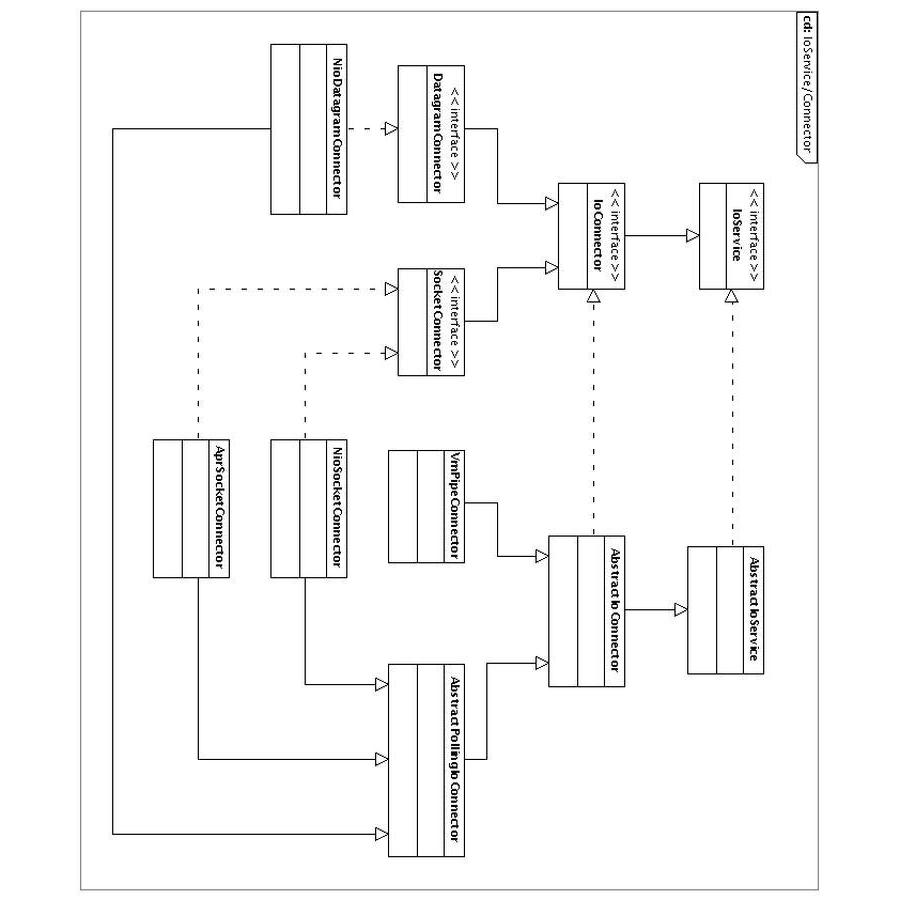 cd: IoService/Connector
<< interface >>
IoService
AbstractIoService
<< interface >>
IoConnector
AbstractIoConnector
<< interface >>
DatagramConnector
<< interface >>
SocketConnector
VmPipeConnector
AbstractPollingIoConnector
NioDatagramConnector
NioSocketConnector
AprSocketConnector